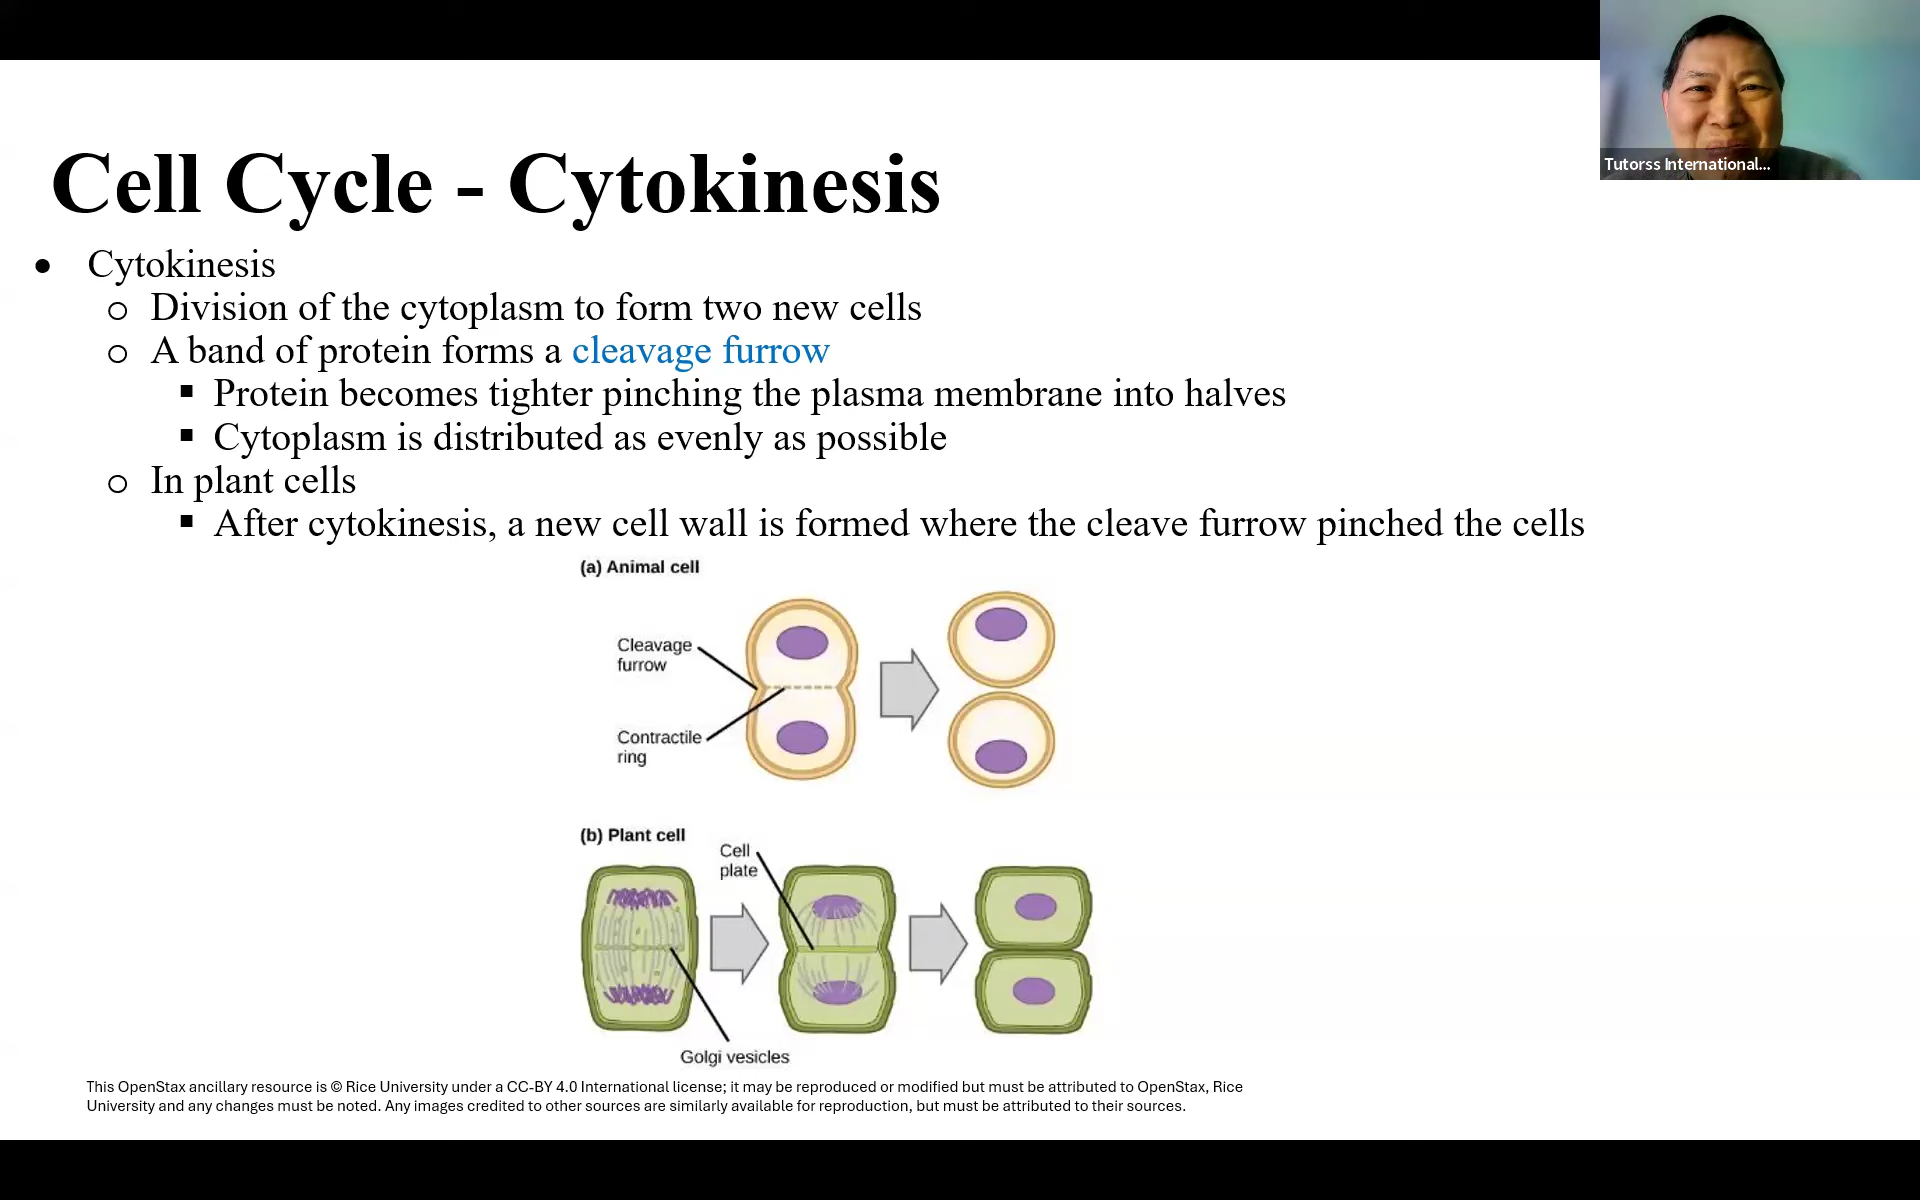 Tutorss International...
Cell Cycle - Cytokinesis
• Cytokinesis
o Division of the cytoplasm to form two new cells
o A band of protein forms a cleavage furrow
▪ Protein becomes tighter pinching the plasma membrane into halves
▪ Cytoplasm is distributed as evenly as possible
o In plant cells
▪ After cytokinesis, a new cell wall is formed where the cleave furrow pinched the cells
(a) Animal cell
Cleavage
furrow
Contractile
ring
(b) Plant cell
Cell
plate
Golgi vesicles
This OpenStax ancillary resource is © Rice University under a CC-BY 4.0 International license; it may be reproduced or modified but must be attributed to OpenStax, Rice
University and any changes must be noted. Any images credited to other sources are similarly available for reproduction, but must be attributed to their sources.